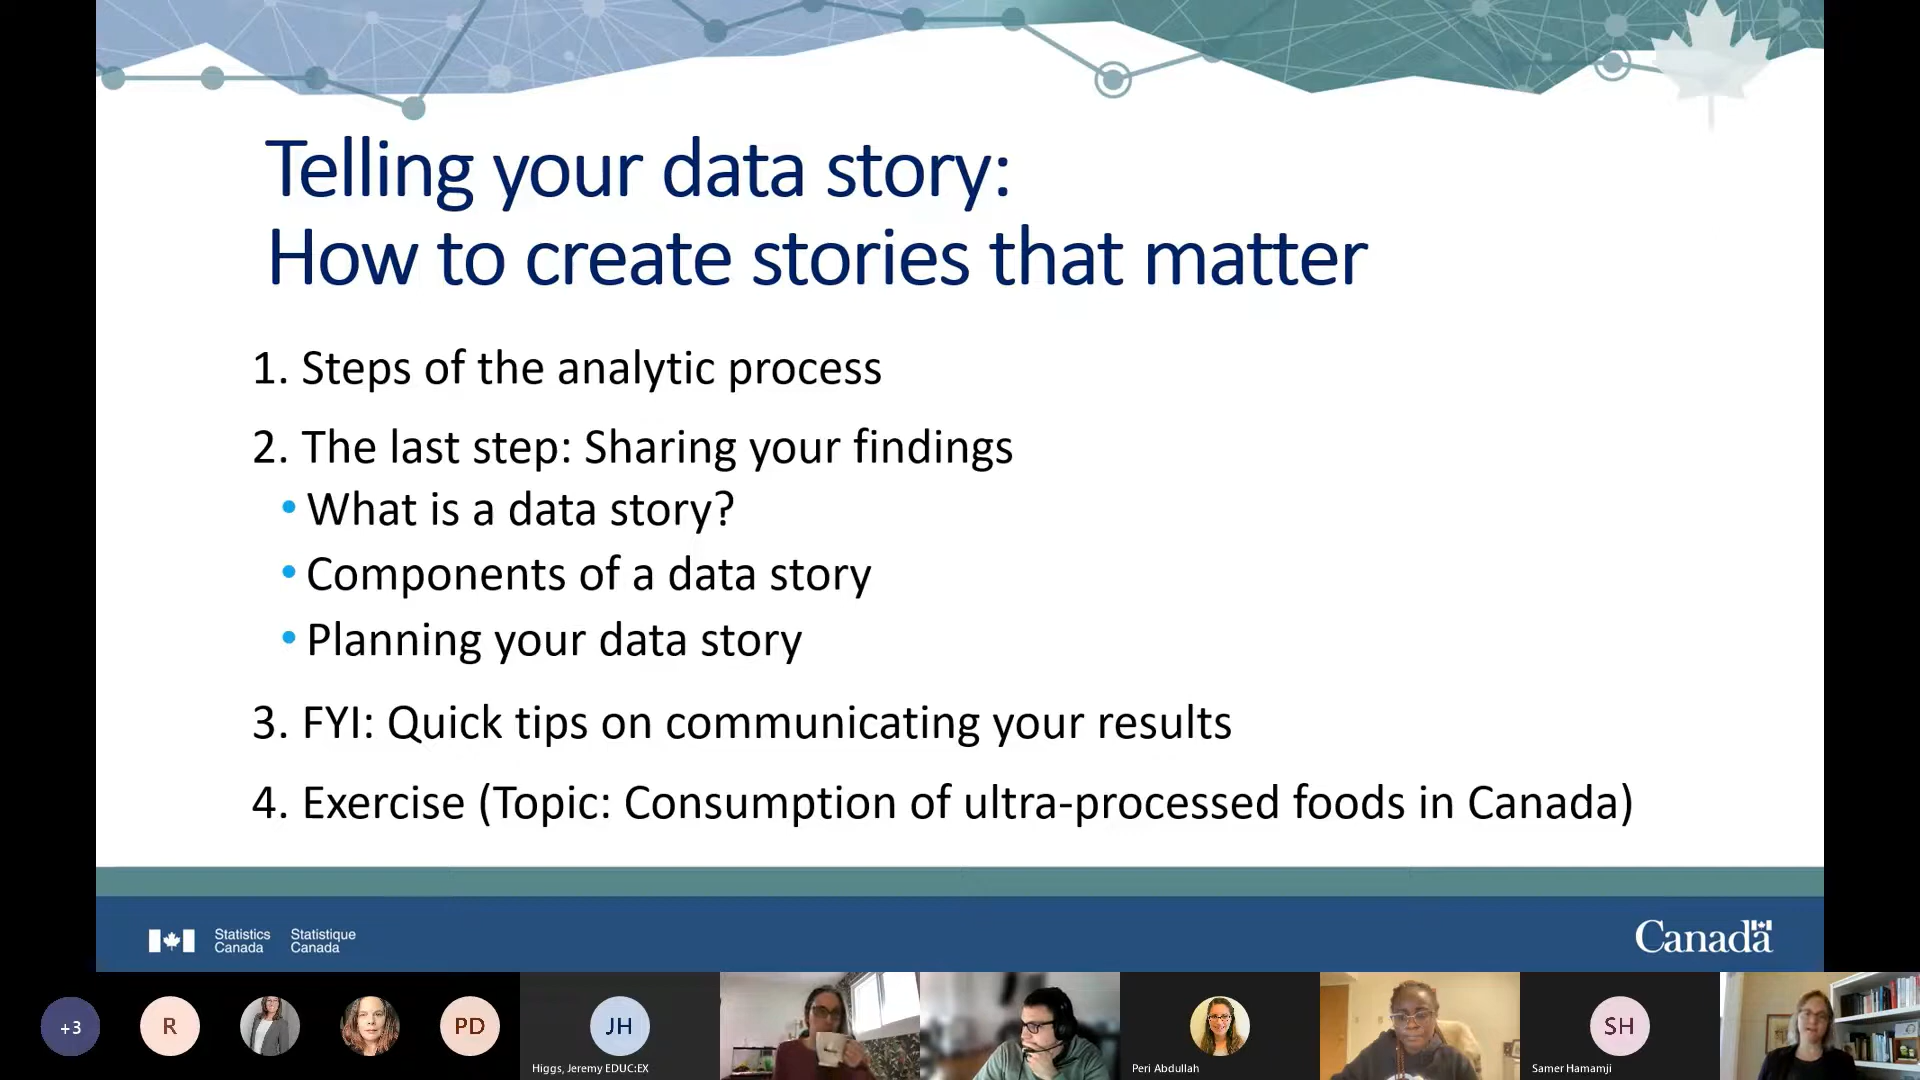 Telling your data story:
How to create stories that matter
1. Steps of the analytic process
2. The last step: Sharing your findings
• What is a data story?
• Components of a data story
• Planning your data story
3. FYI: Quick tips on communicating your results
4. Exercise (Topic: Consumption of ultra-processed foods in Canada)
Statistics Statistique
Canada Canada
Canada
+3
R
PD
JH
Higgs, Jeremy EDUC:EX
Peri Abdullah
SH
Samer Hamamji